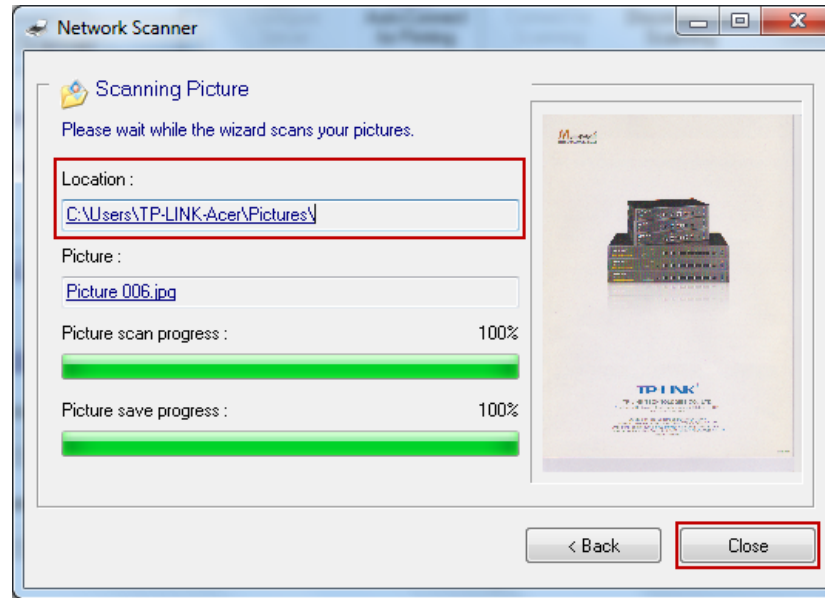 Network Scanner
Scanning Picture
Please wait while the wizard scans your pictures.
Location :
C:\Users\TP-LINK-Acer\Pictures\
Picture :
Picture 006.jpg
Picture scan progress : 100%
Picture save progress : 100%
TP-LINK
< Back
Close